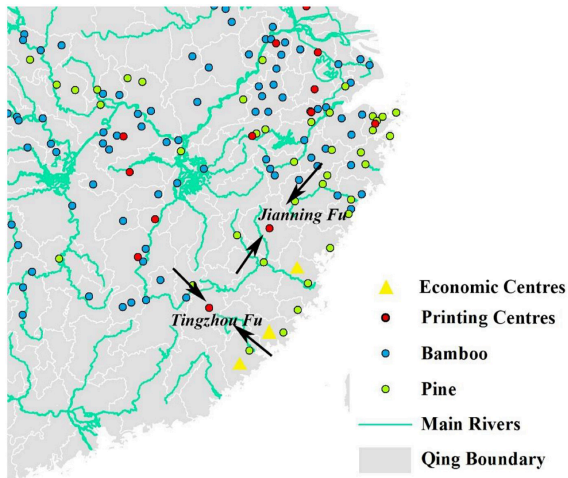 Jianning Fu
Tingzhou Fu
Economic Centres
Printing Centres
Bamboo
Pine
Main Rivers
Qing Boundary